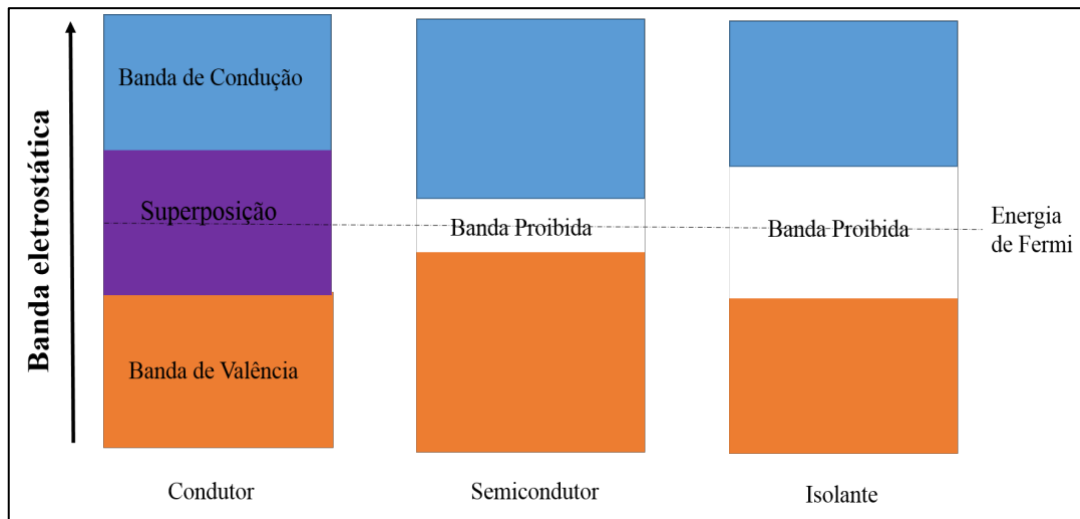 Banda eletrostática
Banda de Condução
Superposição
Banda de Valência
Banda Proibida
Banda Proibida
Energia
de Fermi
Condutor
Semicondutor
Isolante